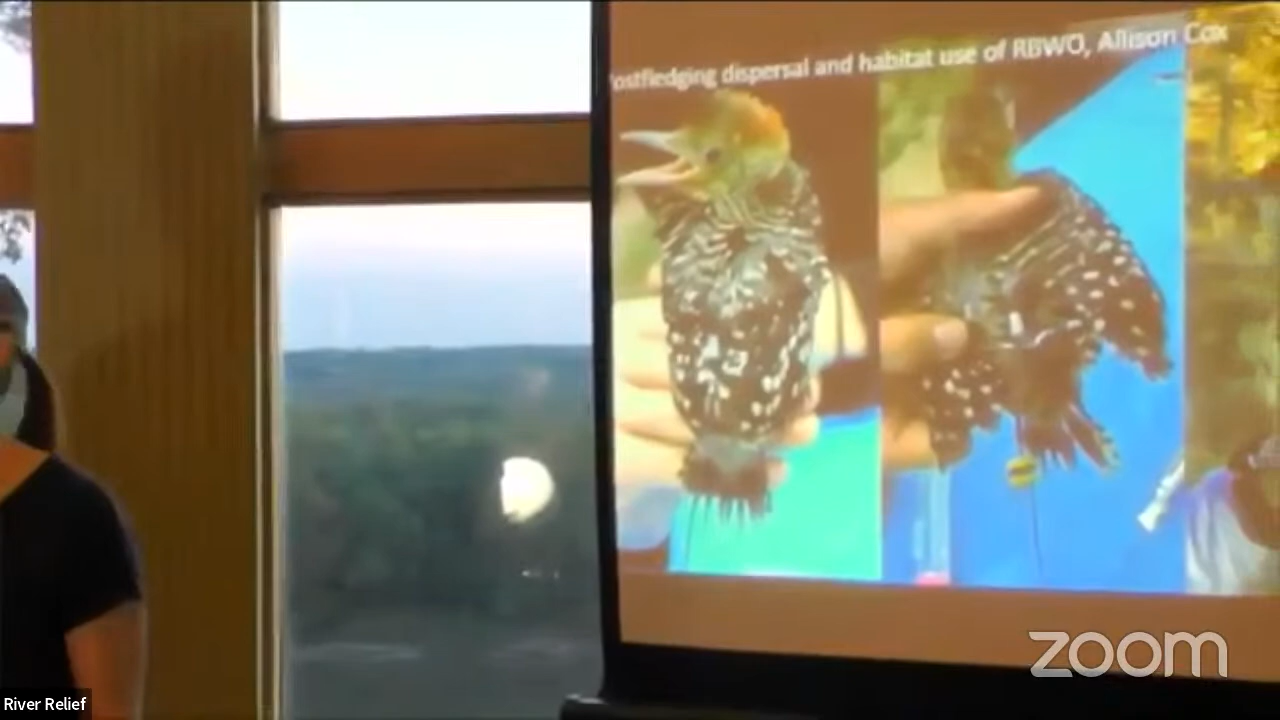 ostfledging dispersal and habitat use of RBWO, Allison Cox
zoom
River Relief